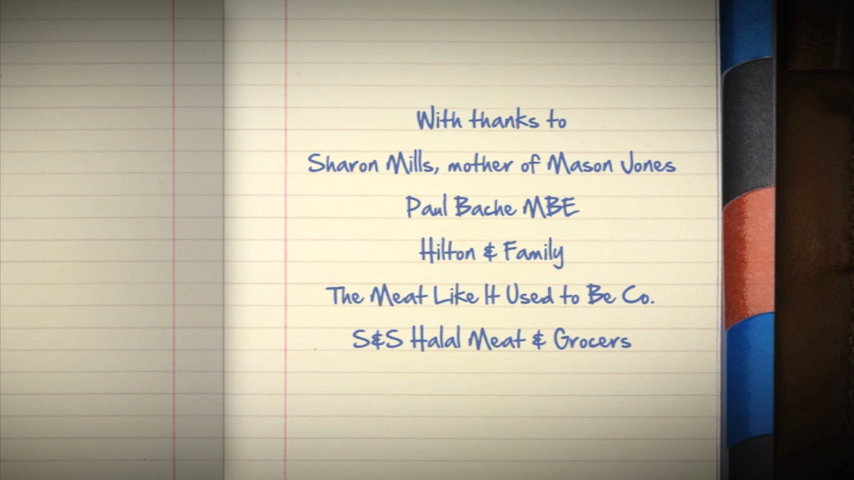 With thanks to
Sharon Mills, mother of Mason Jones
Paul Bache MBE
Hilton & Family
The Meat Like It Used to Be Co.
S&S Halal Meat & Grocers